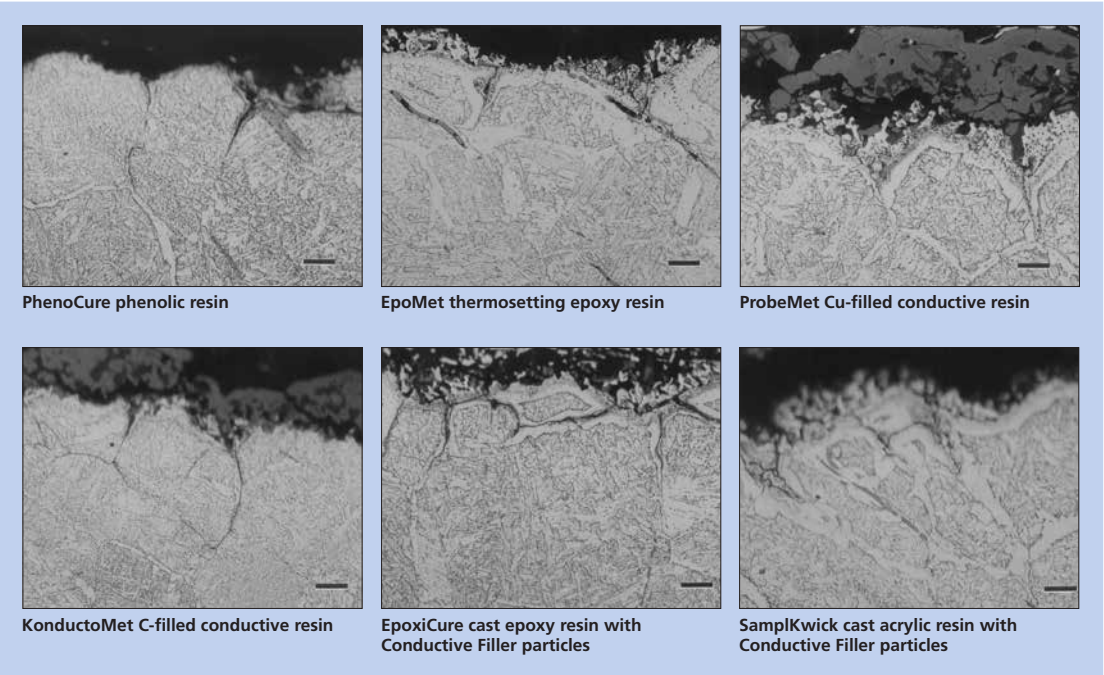 PhenoCure phenolic resin
EpoMet thermosetting epoxy resin
ProbeMet Cu-filled conductive resin
KonductoMet C-filled conductive resin
EpoxiCure cast epoxy resin with
Conductive Filler particles
SamplKwick cast acrylic resin with
Conductive Filler particles